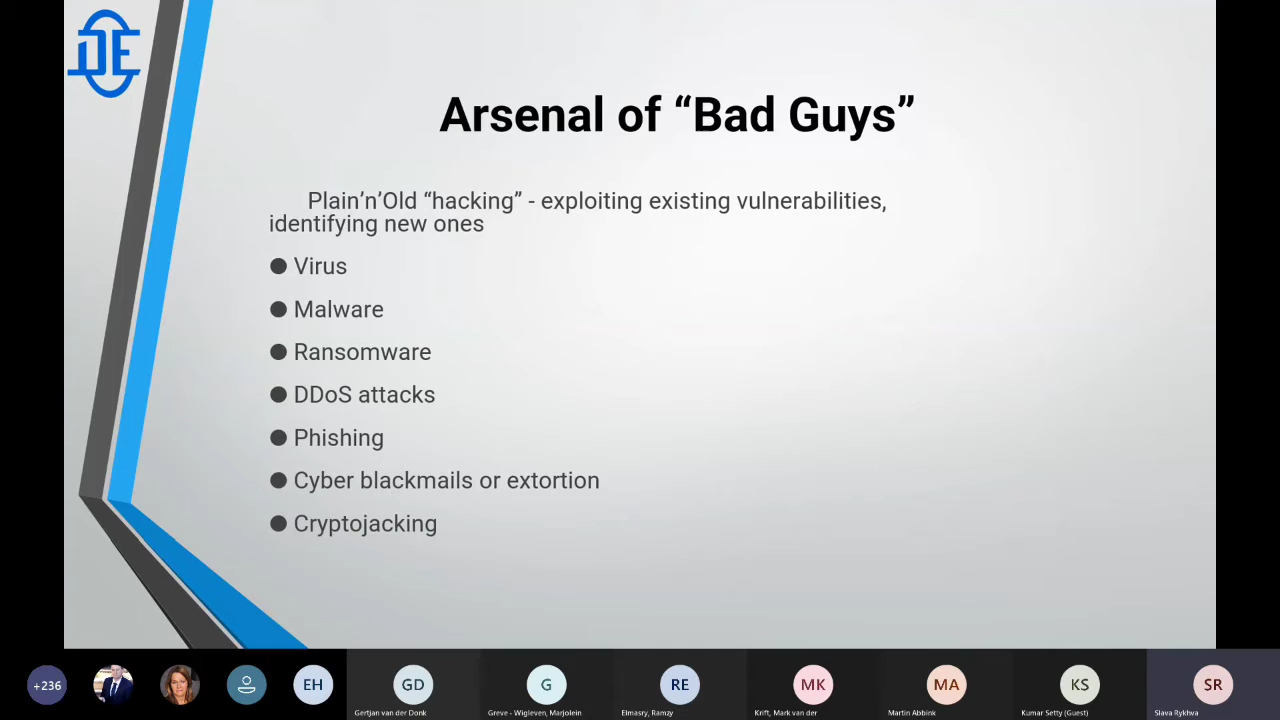 DE
Arsenal of “Bad Guys”
Plain’n’Old “hacking” - exploiting existing vulnerabilities,
identifying new ones
● Virus
● Malware
● Ransomware
● DDoS attacks
● Phishing
● Cyber blackmails or extortion
● Cryptojacking
+236 EH GD G RE MK MA KS SR
Gertjan van der Donk Greve - Wigleven, Marjolein Elmasry, Ramzy Krift, Mark van der Martin Abbink Kumar Setty (Guest) Slava Rykhva